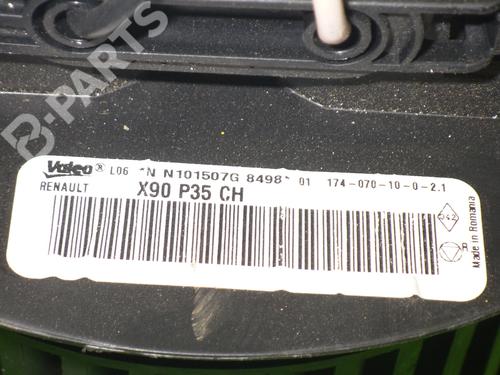 B-PARTS
Valeo® L06 *N N101507G 8498* 01 174-070-10-0-2.1
RENAULT X90 P35 CH
042
R
Made in Romania